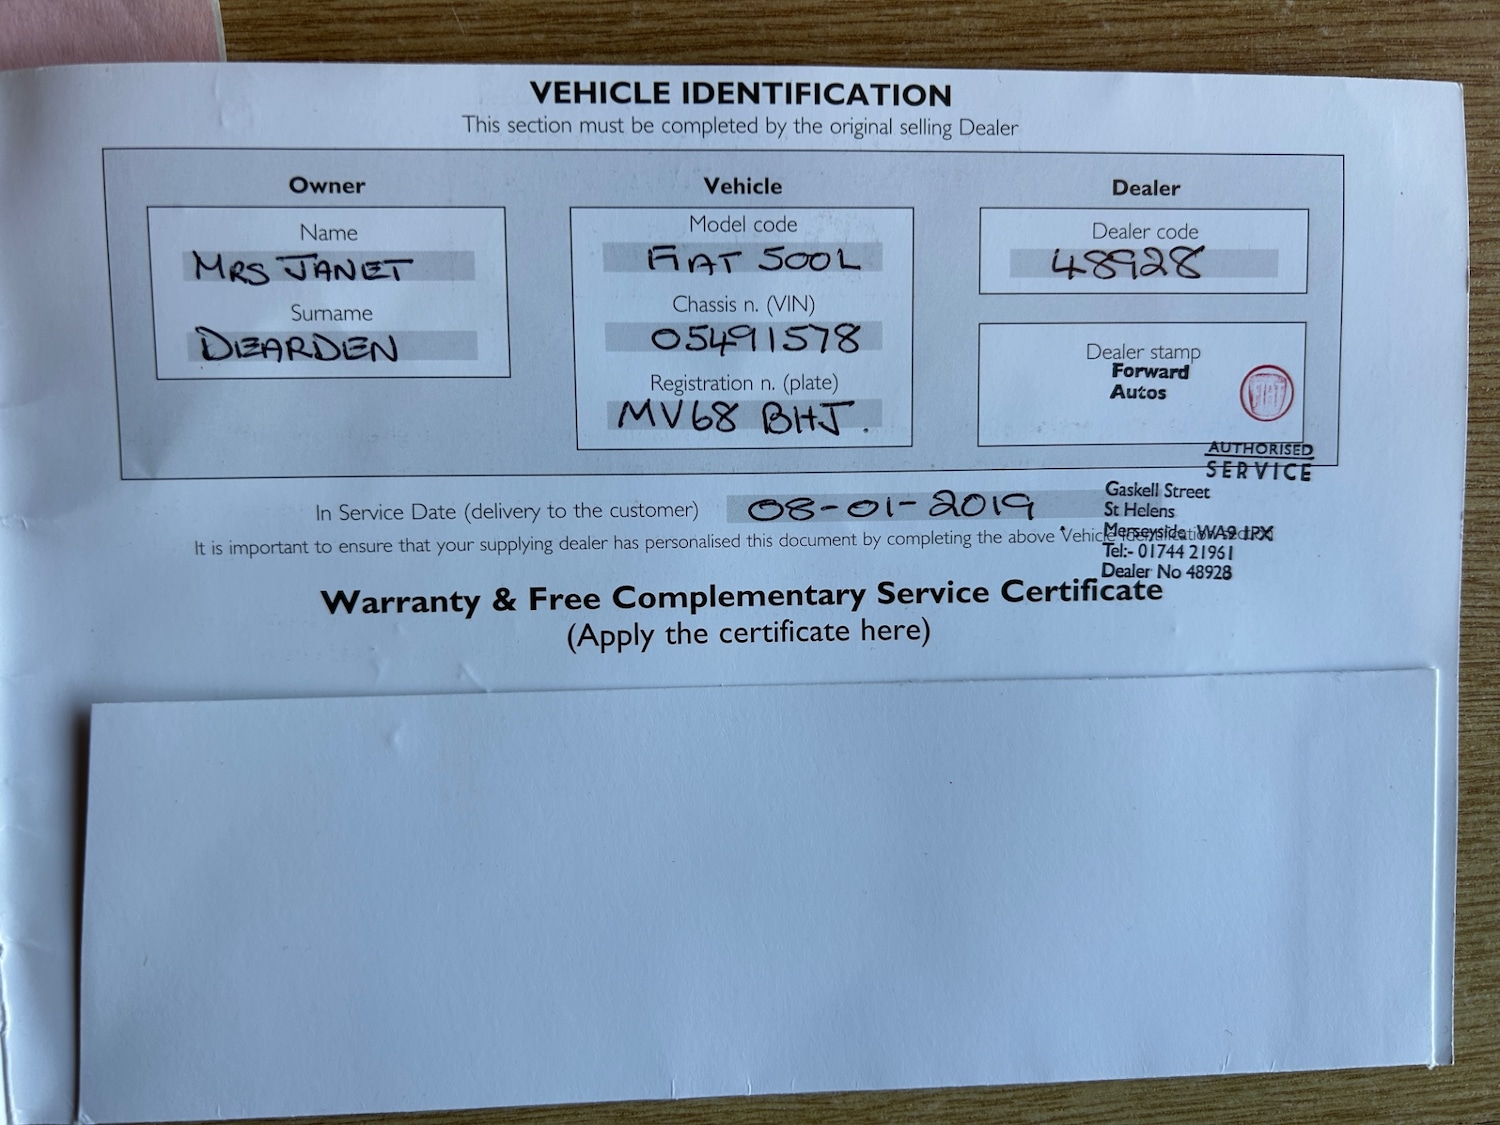 VEHICLE IDENTIFICATION
This section must be completed by the original selling Dealer
Owner
Name
MRS JANET
Surname
DEARDEN
Vehicle
Model code
FIAT 500L
Chassis n. (VIN)
05491578
Registration n. (plate)
MV68 BHJ.
Dealer
Dealer code
48928
Dealer stamp
Forward
Autos
FIAT
AUTHORISED
SERVICE
Gaskell Street
St Helens
Merseyside WA9 1PX
Tel:- 01744 21961
Dealer No 48928
In Service Date (delivery to the customer) 08-01-2019
It is important to ensure that your supplying dealer has personalised this document by completing the above 'Vehicle Identification
Warranty & Free Complementary Service Certificate
(Apply the certificate here)